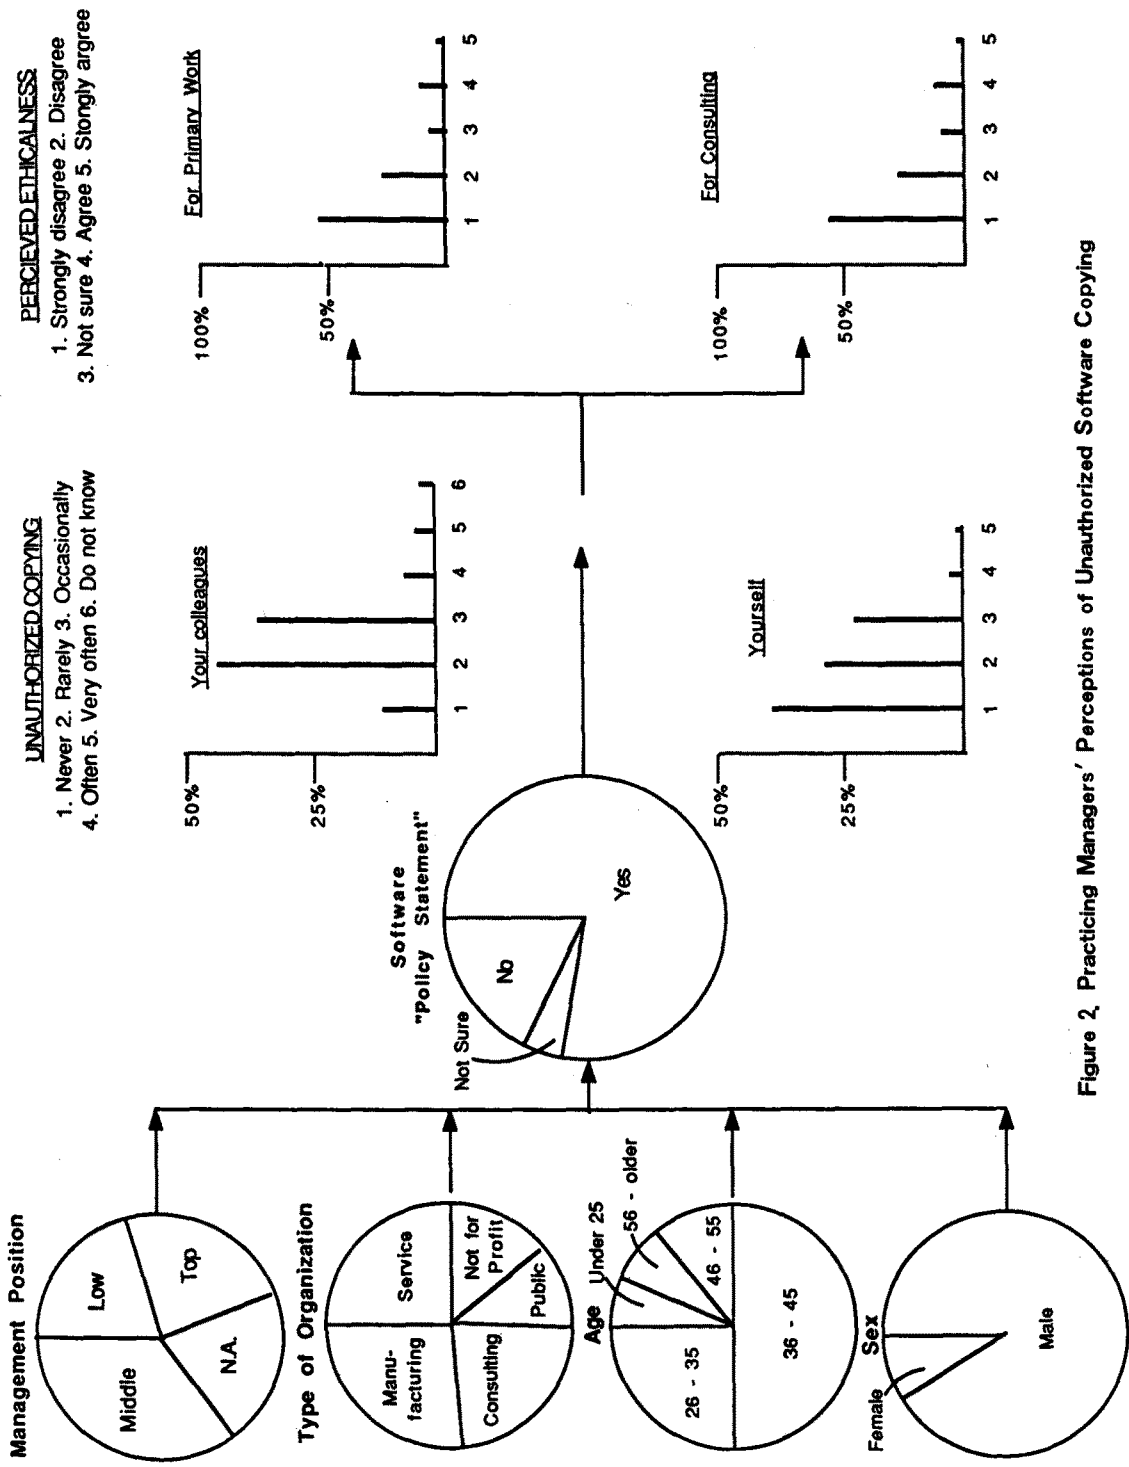 Management Position
Low
Top
Middle
N.A.
Type of Organization
Service
Not for
Profit
Manu-
facturing
Public
Consulting
Age
Under 25
56 - older
46 - 55
26 - 35
36 - 45
Sex
Female
Male
Software
"Policy Statement"
Not Sure
No
Yes
UNAUTHORIZED COPYING
1. Never 2. Rarely 3. Occasionally
4. Often 5. Very often 6. Do not know
Your colleagues
50%
25%
1 2 3 4 5 6
Yourself
50%
25%
1 2 3 4 5
PERCIEVED ETHICALNESS
1. Strongly disagree 2. Disagree
3. Not sure 4. Agree 5. Stongly argree
For Primary Work
100%
50%
1 2 3 4 5
For Consulting
100%
50%
1 2 3 4 5
Figure 2. Practicing Managers' Perceptions of Unauthorized Software Copying